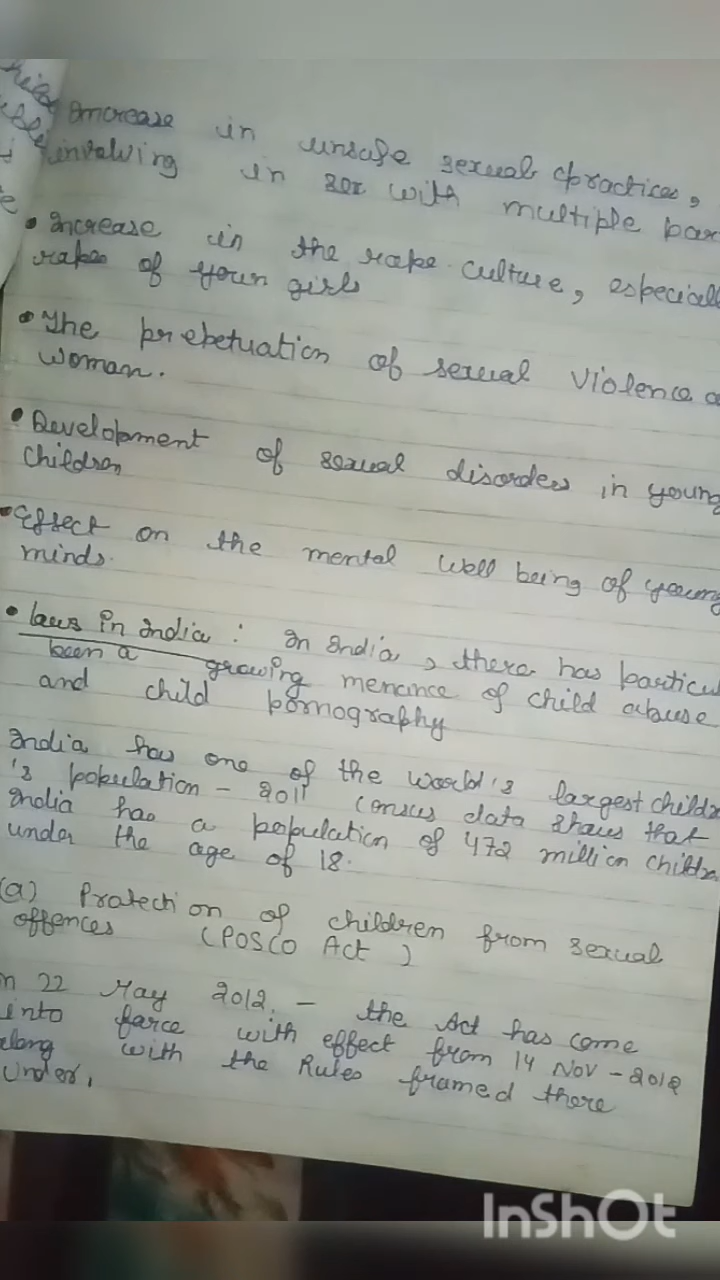 Increase in unsafe sexual practices,
involving in sex with multiple par
• Increase in the rape culture, especiall
rapes of youn girls
• The prebetuation of sexual violence a
woman.
• Development of sexual disorders in young
children
• Effect on the mental well being of young
minds.
• laws in India : In India, there has particu
been a growing menance of child abuse
and child pornography
India has one of the world's largest childr
's population - 2011 census data shows that
India has a population of 472 million childre
under the age of 18.
(a) Protection of children from sexual
offences (POSCO Act)
n 22 May 2012. - the Act has come
into farce with effect from 14 Nov - 2012
along with the Rules framed there
under,
InShOt